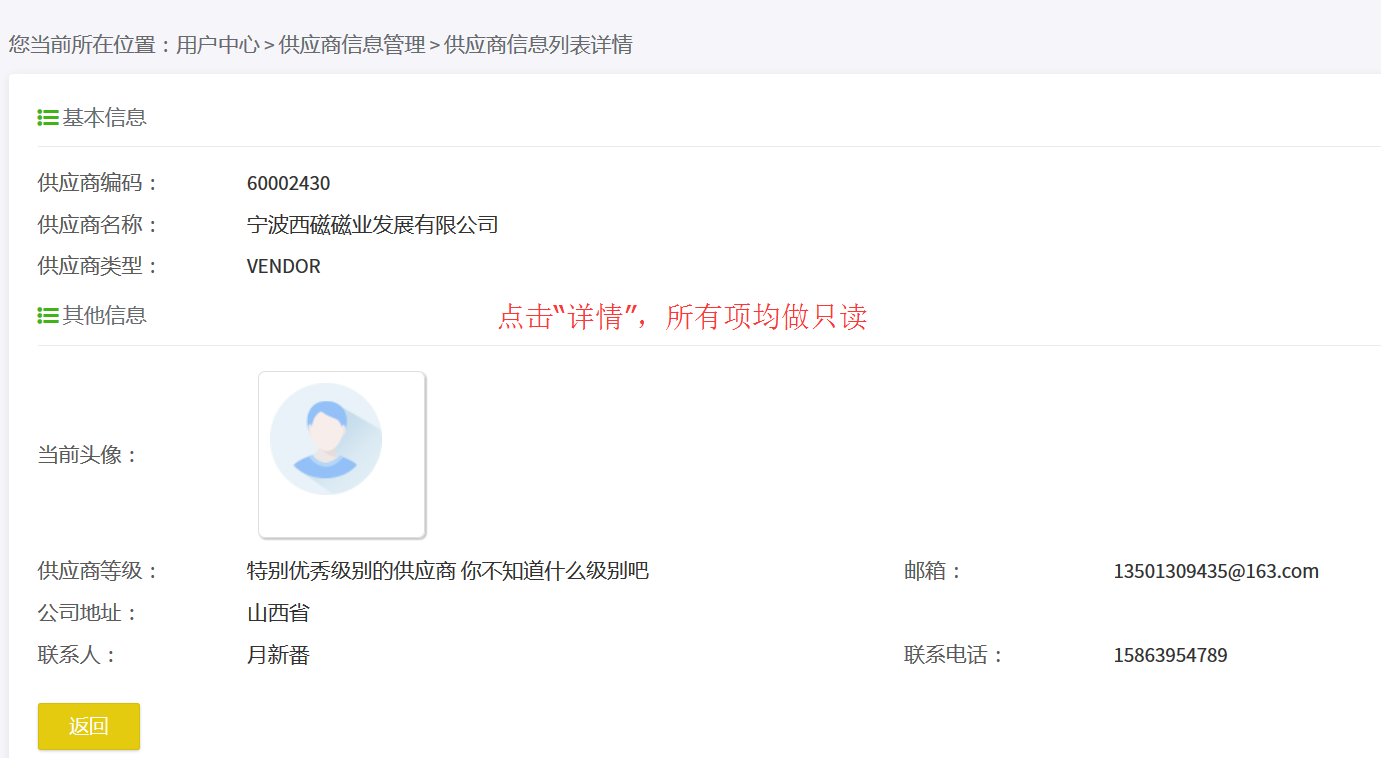 您当前所在位置：用户中心 > 供应商信息管理 > 供应商信息列表详情
基本信息
供应商编码： 60002430
供应商名称： 宁波西磁磁业发展有限公司
供应商类型： VENDOR
其他信息 点击“详情”，所有项均做只读
当前头像：
供应商等级： 特别优秀级别的供应商 你不知道什么级别吧 邮箱： 13501309435@163.com
公司地址： 山西省
联系人： 月新番 联系电话： 15863954789
返回